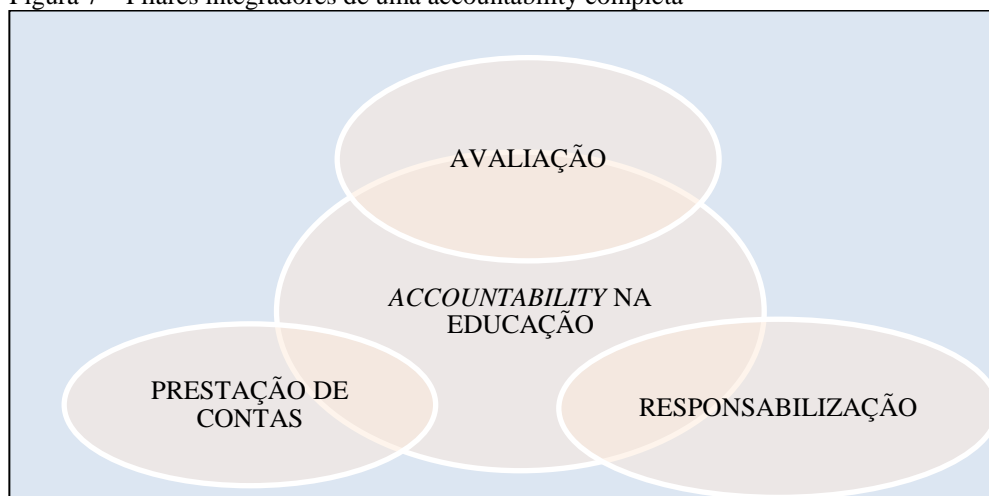 Figura 7 – Pilares integradores de uma accountability completa
AVALIAÇÃO
ACCOUNTABILITY NA
EDUCAÇÃO
PRESTAÇÃO DE
CONTAS
RESPONSABILIZAÇÃO